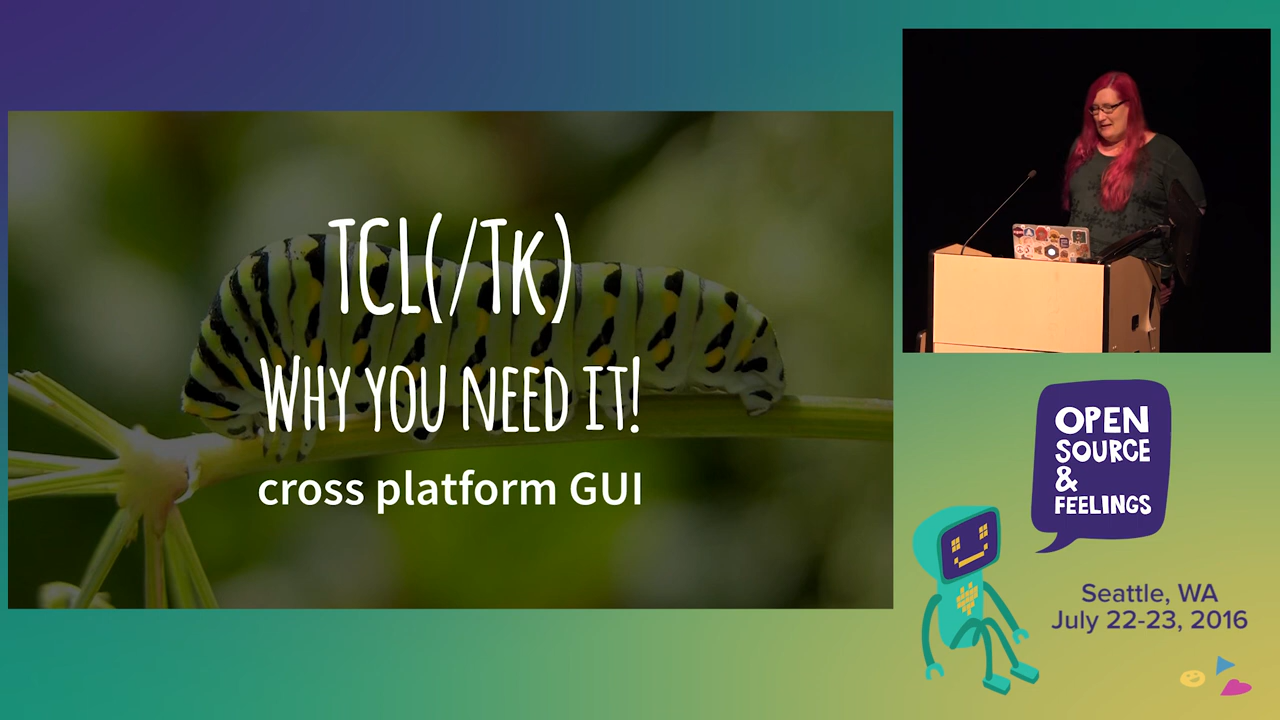 TCL(/TK)
WHY YOU NEED IT!
cross platform GUI
OPEN
SOURCE
&
FEELINGS
Seattle, WA
July 22-23, 2016